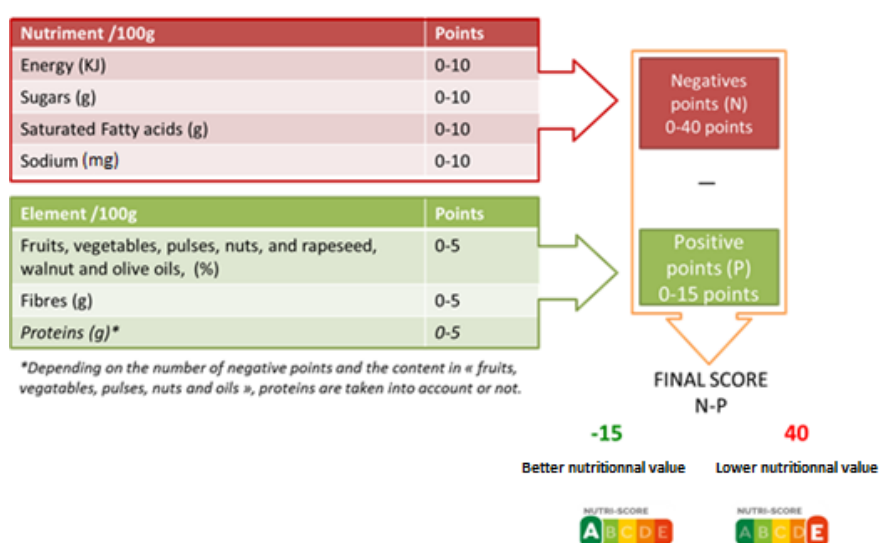 Nutriment /100g Points
Energy (KJ) 0-10
Sugars (g) 0-10
Saturated Fatty acids (g) 0-10
Sodium (mg) 0-10
Negatives
points (N)
0-40 points
—
Element /100g Points
Fruits, vegetables, pulses, nuts, and rapeseed, 0-5
walnut and olive oils, (%)
Fibres (g) 0-5
Proteins (g)* 0-5
Positive
points (P)
0-15 points
*Depending on the number of negative points and the content in « fruits,
vegatables, pulses, nuts and oils », proteins are taken into account or not.
FINAL SCORE
N-P
-15 40
Better nutritionnal value Lower nutritionnal value
NUTRI-SCORE NUTRI-SCORE
A B C D E A B C D E